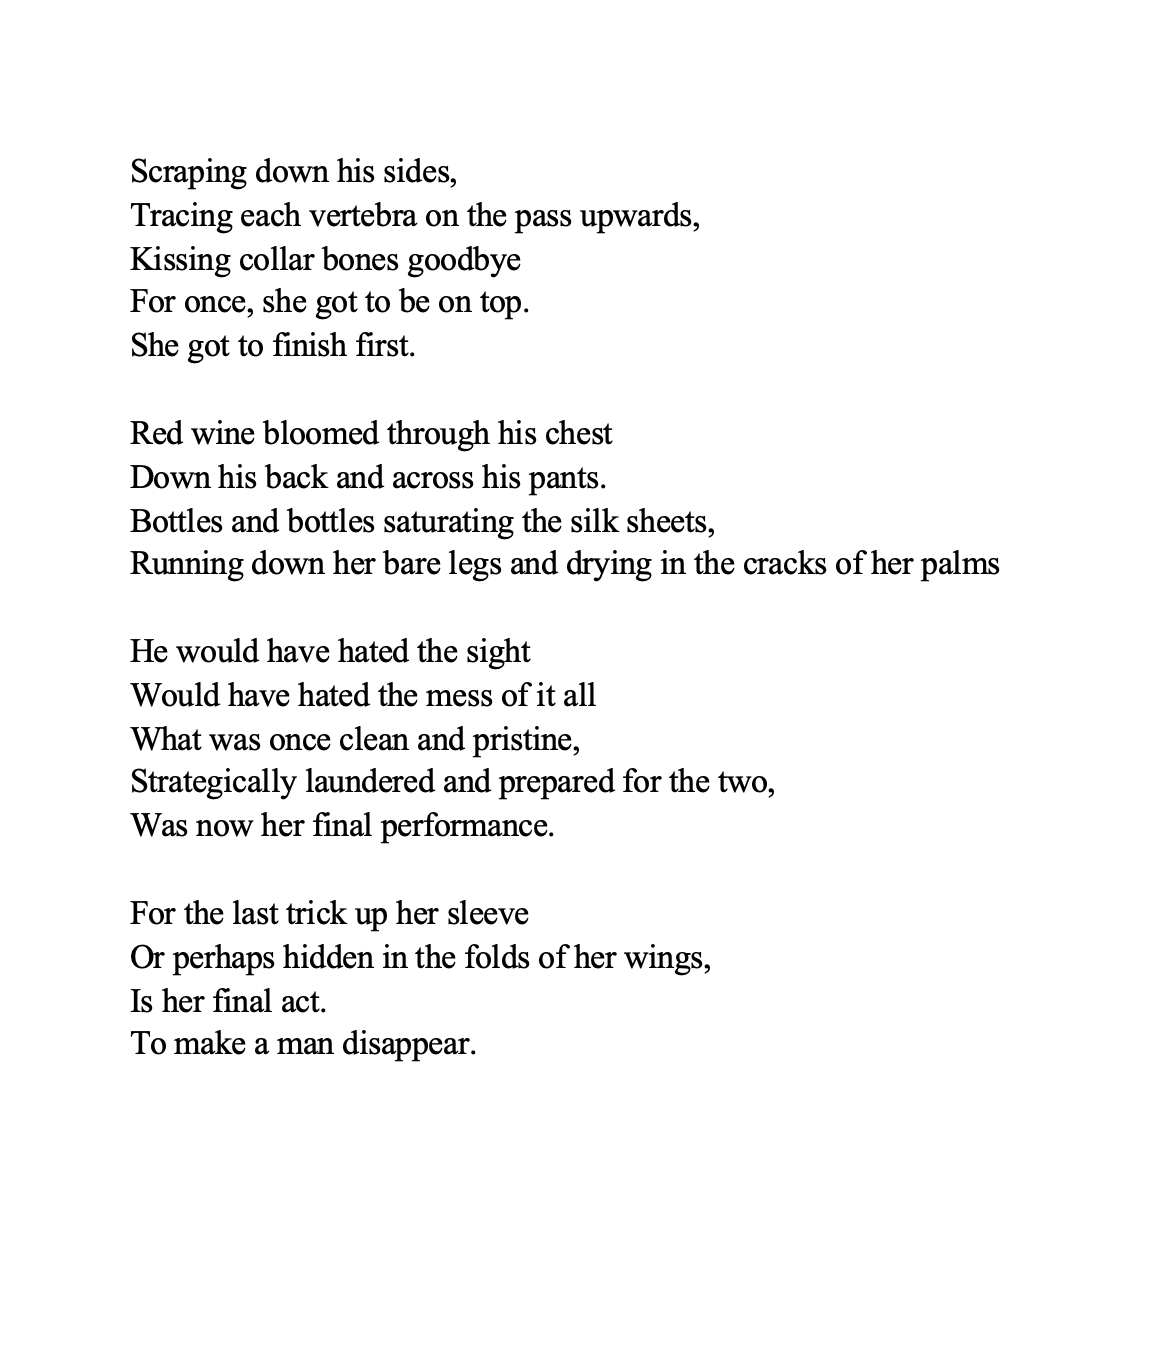 Scraping down his sides,
Tracing each vertebra on the pass upwards,
Kissing collar bones goodbye
For once, she got to be on top.
She got to finish first.

Red wine bloomed through his chest
Down his back and across his pants.
Bottles and bottles saturating the silk sheets,
Running down her bare legs and drying in the cracks of her palms

He would have hated the sight
Would have hated the mess of it all
What was once clean and pristine,
Strategically laundered and prepared for the two,
Was now her final performance.

For the last trick up her sleeve
Or perhaps hidden in the folds of her wings,
Is her final act.
To make a man disappear.